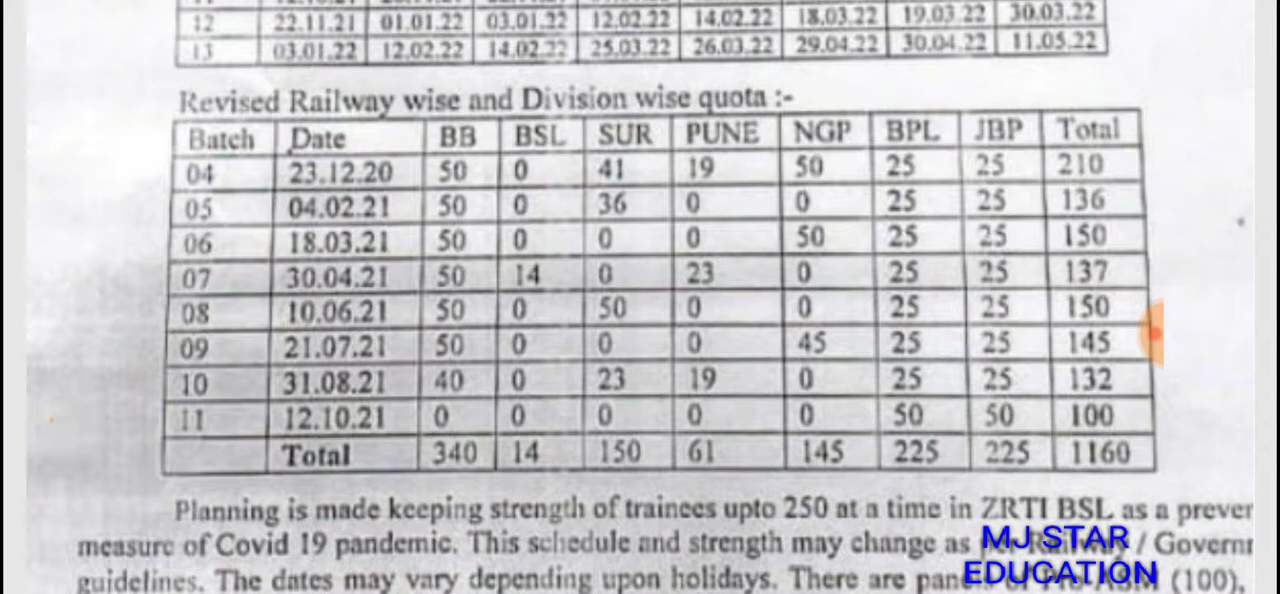 12 22.11.21 01.01.22 03.01.22 12.02.22 14.02.22 18.03.22 19.03.22 30.03.22
13 03.01.22 12.02.22 14.02.22 25.03.22 26.03.22 29.04.22 30.04.22 11.05.22
Revised Railway wise and Division wise quota :-
Batch Date BB BSL SUR PUNE NGP BPL JBP Total
04 23.12.20 50 0 41 19 50 25 25 210
05 04.02.21 50 0 36 0 0 25 25 136
06 18.03.21 50 0 0 0 50 25 25 150
07 30.04.21 50 14 0 23 0 25 25 137
08 10.06.21 50 0 50 0 0 25 25 150
09 21.07.21 50 0 0 0 45 25 25 145
10 31.08.21 40 0 23 19 0 25 25 132
11 12.10.21 0 0 0 0 0 50 50 100
Total 340 14 150 61 145 225 225 1160
Planning is made keeping strength of trainees upto 250 at a time in ZRTI BSL as a prever
measure of Covid 19 pandemic. This schedule and strength may change as / Governm
guidelines. The dates may vary depending upon holidays. There are (100),
MJ STAR
EDUCATION